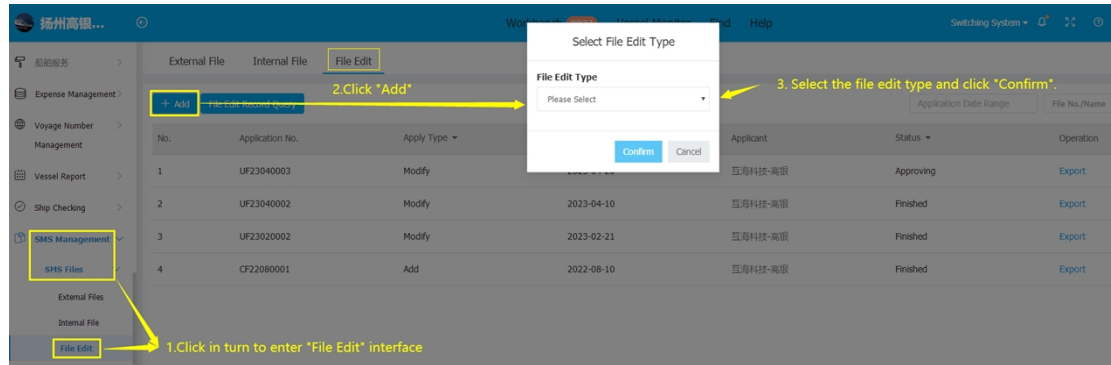 扬州高银...
Workbench
Vessel Monitor
Find
Help
Switching System
Select File Edit Type
船舶服务
External File
Internal File
File Edit
File Edit Type
2.Click "Add"
3. Select the file edit type and click "Confirm".
Expense Management
+ Add
File Edit Record Query
Please Select
Application Date Range
File No./Name
Voyage Number
Management
No.
Application No.
Apply Type
Confirm
Cancel
Applicant
Status
Operation
Vessel Report
1
UF23040003
Modify
互海科技-高银
Approving
Export
Ship Checking
2
UF23040002
Modify
2023-04-10
互海科技-高银
Finished
Export
SMS Management
3
UF23020002
Modify
2023-02-21
互海科技-高银
Finished
Export
SMS Files
4
CF22080001
Add
2022-08-10
互海科技-高银
Finished
Export
External Files
Internal File
File Edit
1.Click in turn to enter "File Edit" interface